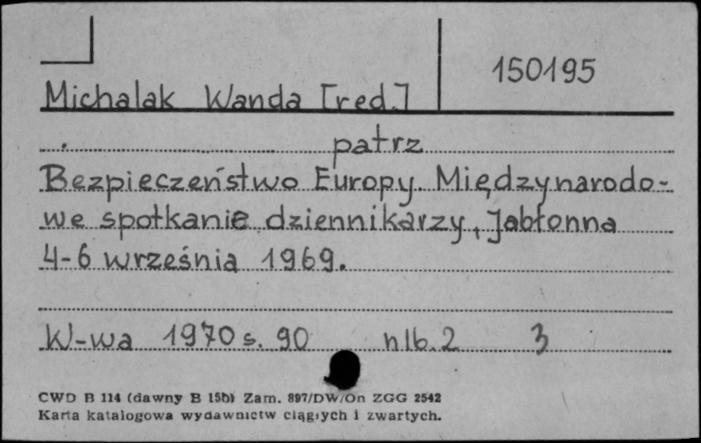 150195
Michalak Wanda [red.]
patrz
Bezpieczeństwo Europy. Międzynarodo-
we spotkanie dziennikarzy, Jabłonna
4-6 września 1969.
W-wa 1970 s. 90 nlb. 2 3
CWD B 114 (dawny B 15b) Zam. 897/DW/On ZGG 2542
Karta katalogowa wydawnictw ciągłych i zwartych.